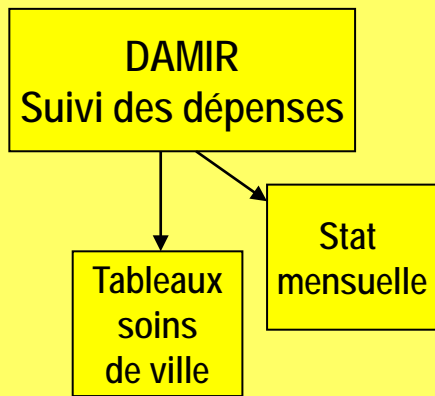 DAMIR
Suivi des dépenses
Stat
mensuelle
Tableaux
soins
de ville